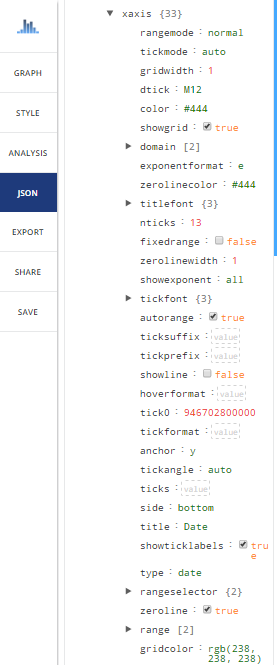 xaxis {33}
rangemode : normal
tickmode : auto
GRAPH
gridwidth : 1
dtick : M12
STYLE
color : #444
showgrid : true
ANALYSIS
domain [2]
exponentformat : e
JSON
zerolinecolor : #444
titlefont {3}
EXPORT
nticks : 13
fixedrange : false
SHARE
zerolinewidth : 1
showexponent : all
tickfont {3}
SAVE
autorange : true
ticksuffix : value
tickprefix : value
showline : false
hoverformat : value
tick0 : 946702800000
tickformat : value
anchor : y
tickangle : auto
ticks : value
side : bottom
title : Date
showticklabels : tru
e
type : date
rangeselector {2}
zeroline : true
range [2]
gridcolor : rgb(238,
238, 238)